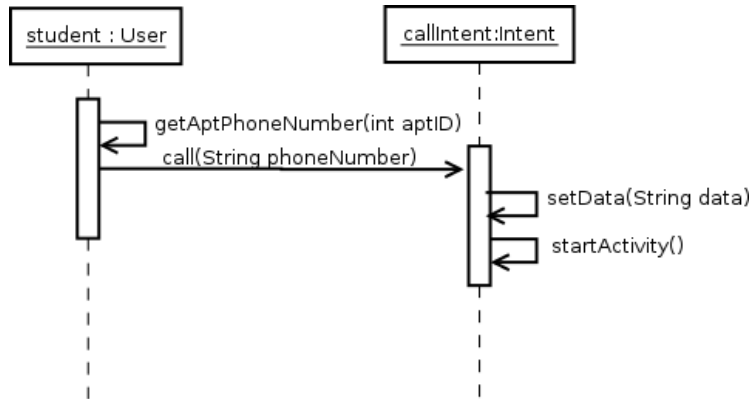 student : User
callIntent:Intent
getAptPhoneNumber(int aptID)
call(String phoneNumber)
setData(String data)
startActivity()